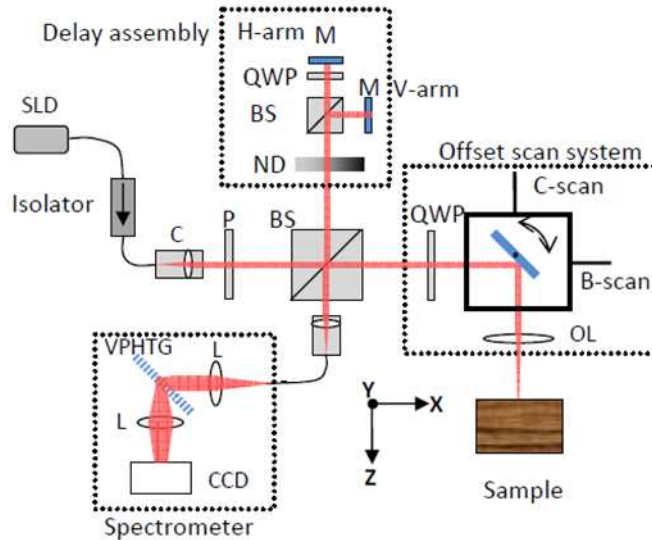 Delay assembly
H-arm
M
QWP
M
V-arm
SLD
BS
ND
Offset scan system
C-scan
Isolator
P
BS
QWP
C
B-scan
OL
VPHTG
L
L
Y
X
Z
CCD
Sample
Spectrometer